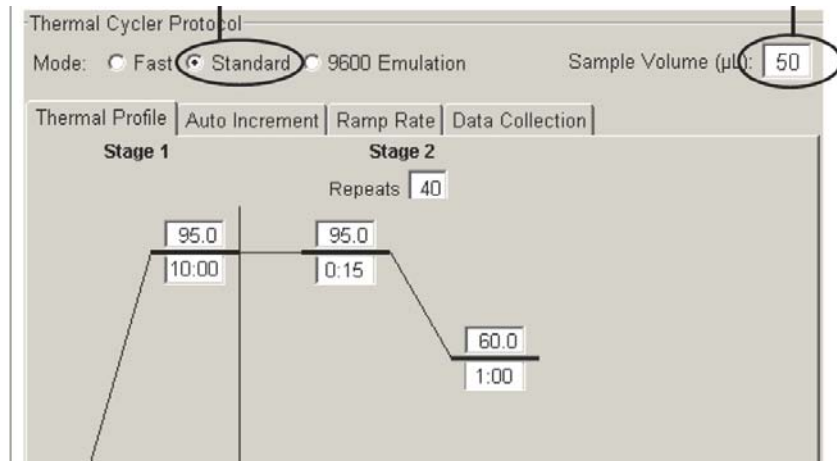 Thermal Cycler Protocol
Mode: Fast Standard 9600 Emulation Sample Volume (µL): 50
Thermal Profile Auto Increment Ramp Rate Data Collection
Stage 1 Stage 2
Repeats 40
95.0 95.0
10:00 0:15
60.0
1:00